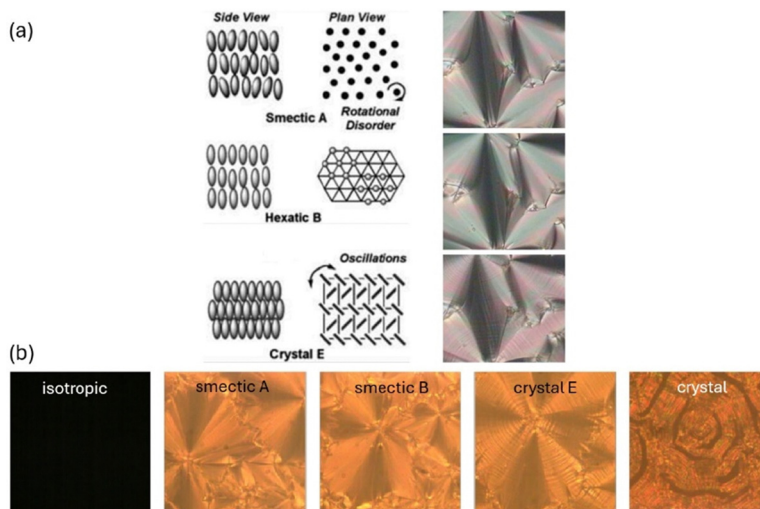 (a)
Side View Plan View
Smectic A
Rotational
Disorder
Hexatic B
Oscillations
Crystal E
(b)
isotropic smectic A smectic B crystal E crystal